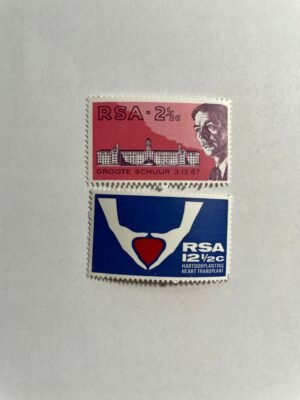 RSA·2½c
GROOTE SCHUUR 3.12.67
RSA
12½c
HARTOORPLANTING
HEART TRANSPLANT